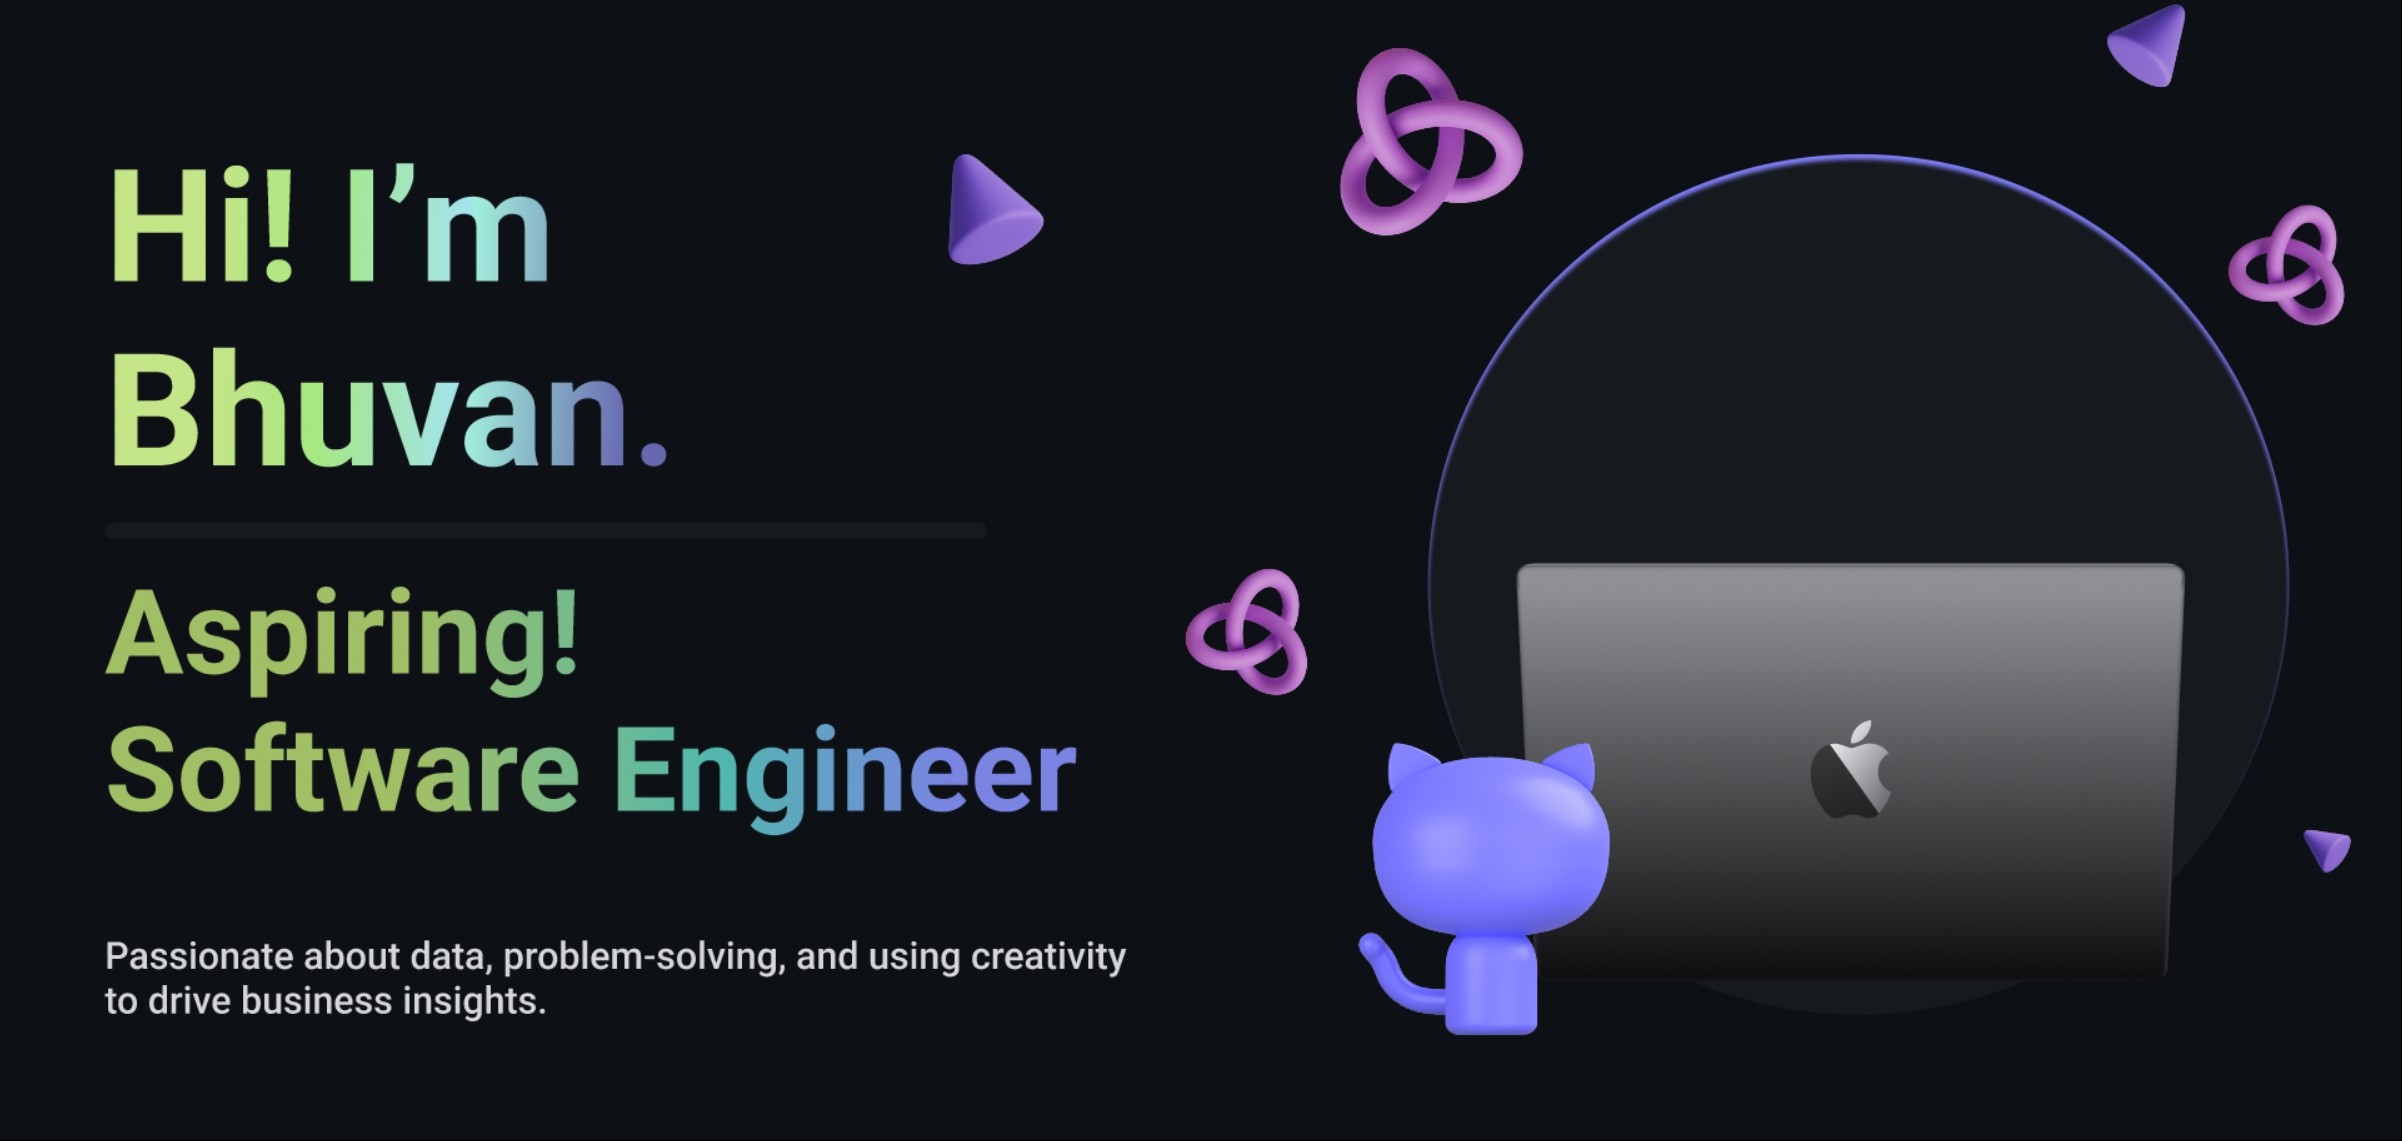 Hi! I’m
Bhuvan.
Aspiring!
Software Engineer
Passionate about data, problem-solving, and using creativity
to drive business insights.